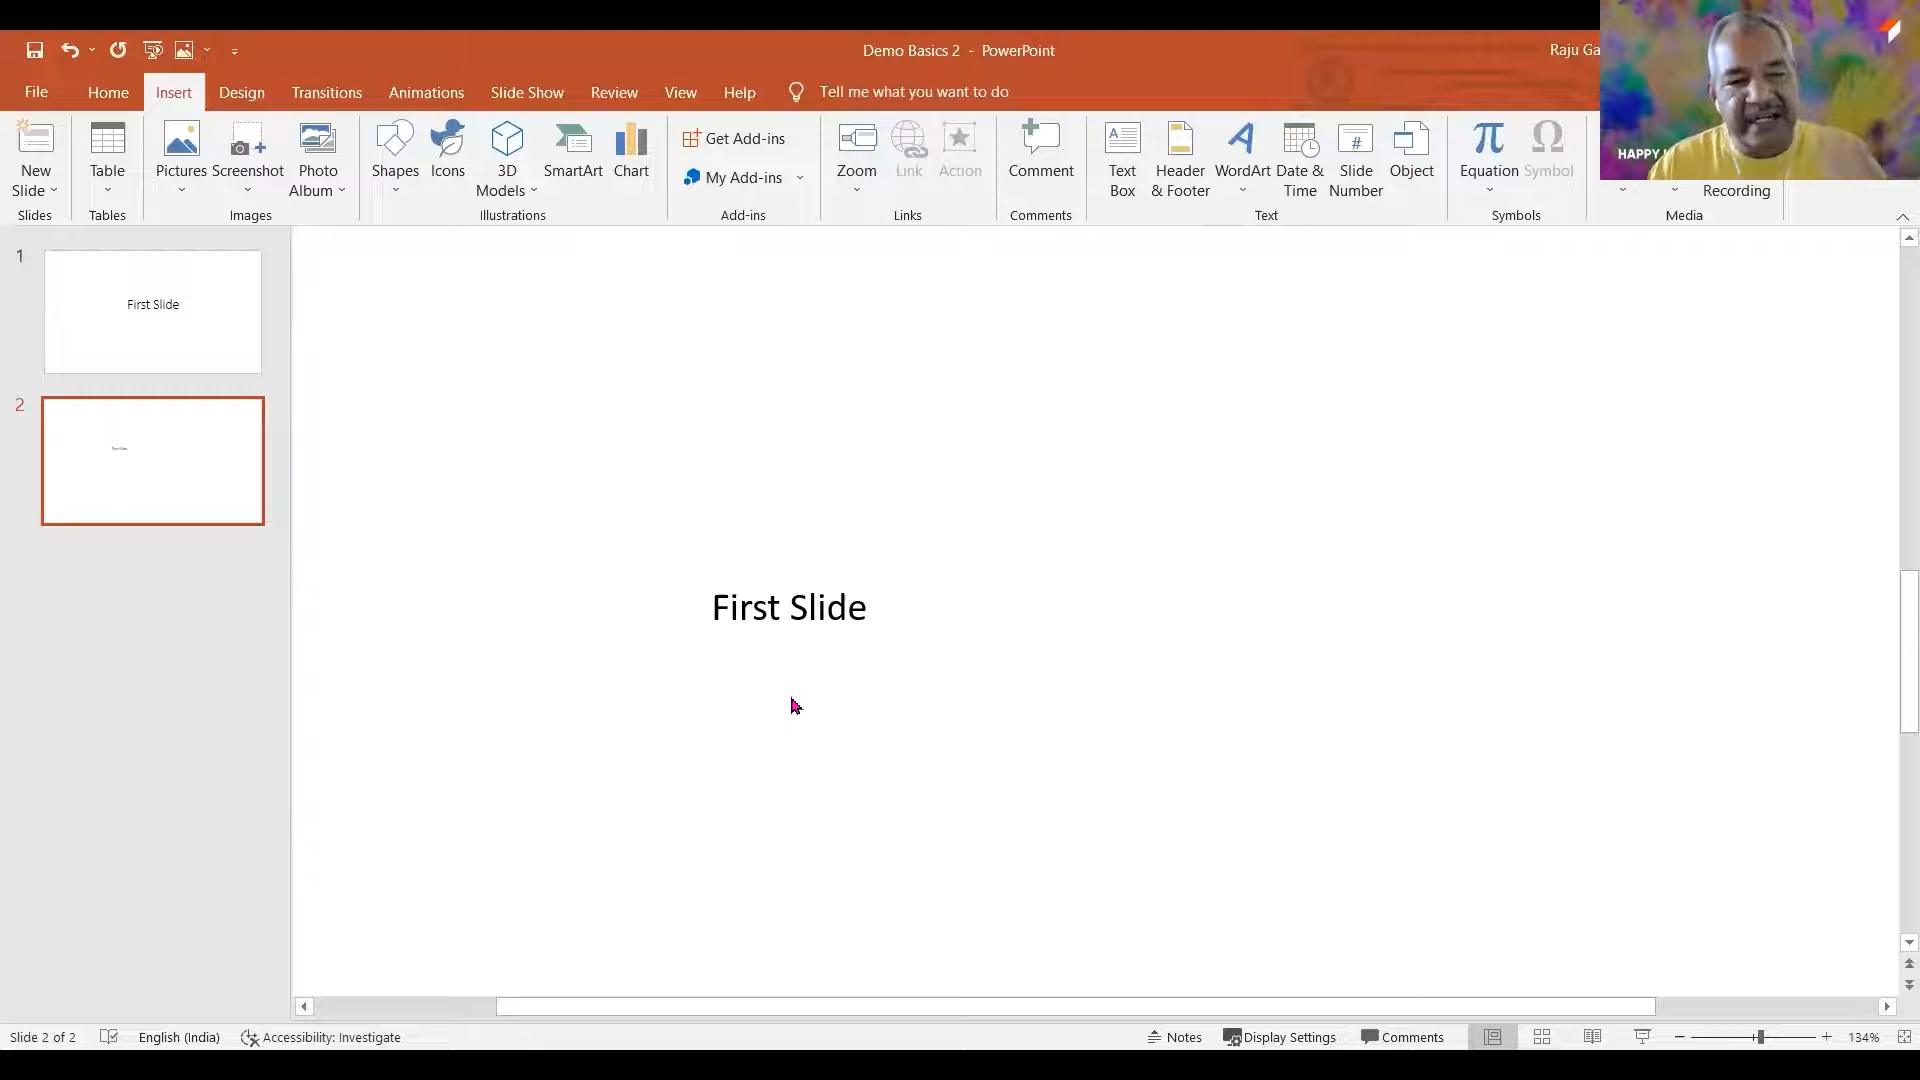 Demo Basics 2 - PowerPoint
Raju Ga
File Home Insert Design Transitions Animations Slide Show Review View Help Tell me what you want to do
New Slide
Table
Pictures
Screenshot
Photo Album
Shapes
Icons
3D Models
SmartArt
Chart
Get Add-ins
My Add-ins
Zoom
Link
Action
Comment
Text Box
Header & Footer
WordArt
Date & Time
Slide Number
Object
Equation
Symbol
Recording
Slides Tables Images Illustrations Add-ins Links Comments Text Symbols Media
HAPPY
1
First Slide
2
First Slide
Slide 2 of 2 English (India) Accessibility: Investigate Notes Display Settings Comments 134%